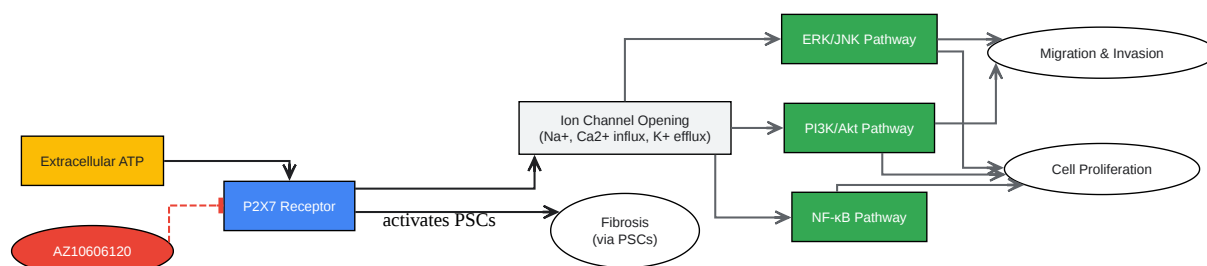 ERK/JNK Pathway
Migration & Invasion
Ion Channel Opening
(Na+, Ca2+ influx, K+ efflux)
PI3K/Akt Pathway
Extracellular ATP
Cell Proliferation
P2X7 Receptor
activates PSCs
Fibrosis
(via PSCs)
NF-κB Pathway
AZ10606120